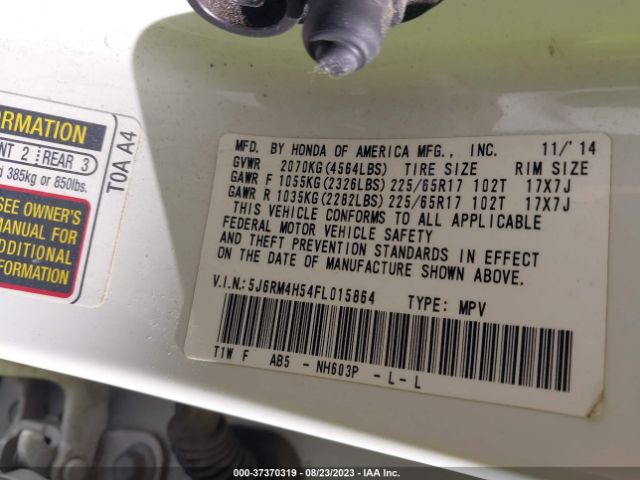 ORMATION
NT 2 REAR 3
d 385kg or 850lbs.
SEE OWNER'S
MANUAL FOR
ADDITIONAL
NFORMATION
T0A A4
MFD. BY HONDA OF AMERICA MFG., INC. 11/'14
GVWR 2070KG(4564LBS) TIRE SIZE RIM SIZE
GAWR F 1055KG(2326LBS) 225/65R17 102T 17X7J
GAWR R 1035KG(2282LBS) 225/65R17 102T 17X7J
THIS VEHICLE CONFORMS TO ALL APPLICABLE
FEDERAL MOTOR VEHICLE SAFETY
AND THEFT PREVENTION STANDARDS IN EFFECT
ON THE DATE OF MANUFACTURE SHOWN ABOVE.
V.I.N.:5J6RM4H54FL015864 TYPE: MPV
T1W F AB5 - NH603P - L - L
000-37370319 - 08/23/2023 - IAA Inc.